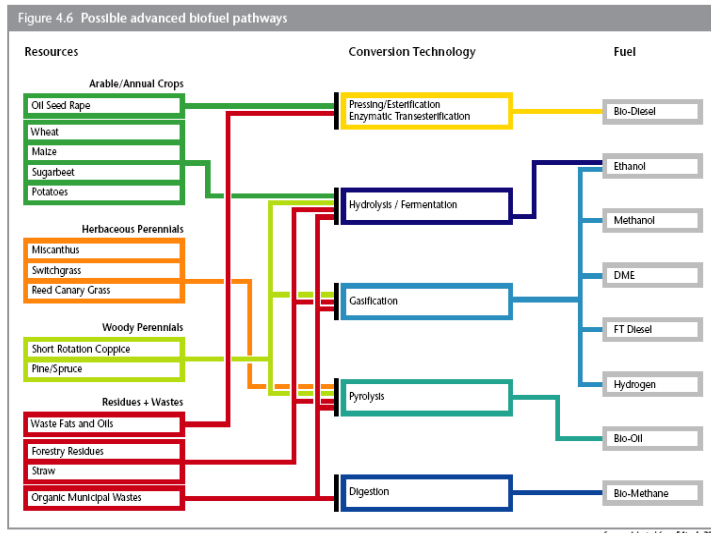 Figure 4.6 Possible advanced biofuel pathways
Resources
Conversion Technology
Fuel
Arable/Annual Crops
Oil Seed Rape
Wheat
Maize
Sugarbeet
Potatoes
Herbaceous Perennials
Miscanthus
Switchgrass
Reed Canary Grass
Woody Perennials
Short Rotation Coppice
Pine/Spruce
Residues + Wastes
Waste Fats and Oils
Forestry Residues
Straw
Organic Municipal Wastes
Pressing/Esterification
Enzymatic Transesterification
Hydrolysis / Fermentation
Gasification
Pyrolysis
Digestion
Bio-Diesel
Ethanol
Methanol
DME
FT Diesel
Hydrogen
Bio-Oil
Bio-Methane